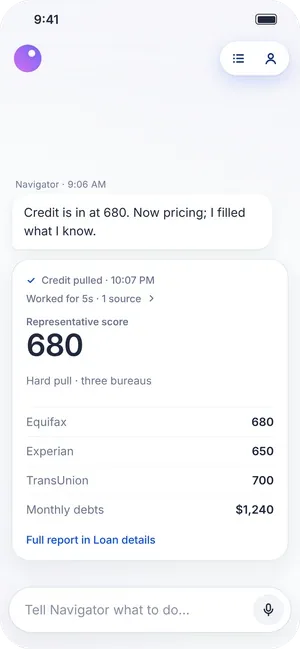 9:41
Navigator · 9:06 AM
Credit is in at 680. Now pricing; I filled
what I know.
Credit pulled · 10:07 PM
Worked for 5s · 1 source
Representative score
680
Hard pull · three bureaus
Equifax 680
Experian 650
TransUnion 700
Monthly debts $1,240
Full report in Loan details
Tell Navigator what to do...